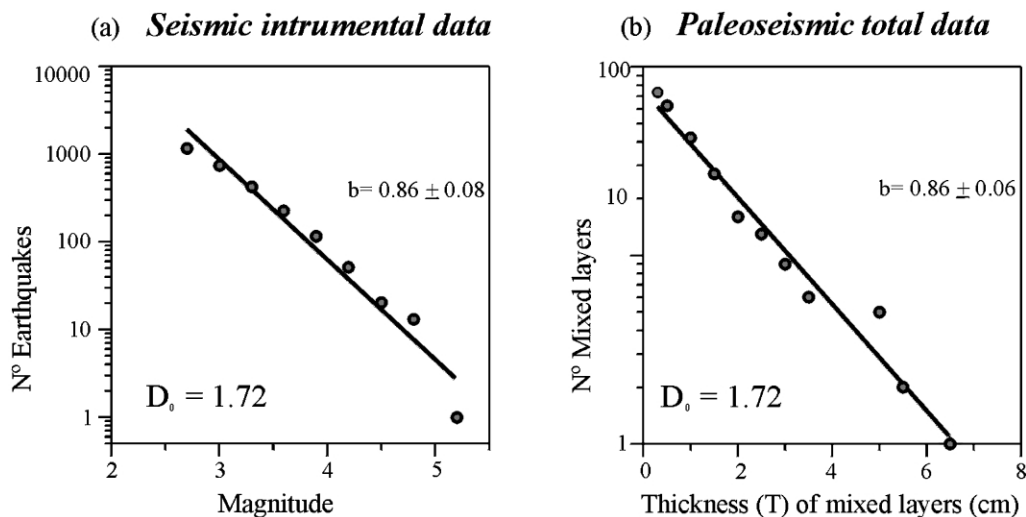 (a) Seismic intrumental data
10000
1000
100
10
1
b= 0.86 ± 0.08
D₀ = 1.72
2 3 4 5
Nº Earthquakes
Magnitude
(b) Paleoseismic total data
100
10
1
b= 0.86 ± 0.06
D₀ = 1.72
0 2 4 6 8
Nº Mixed layers
Thickness (T) of mixed layers (cm)